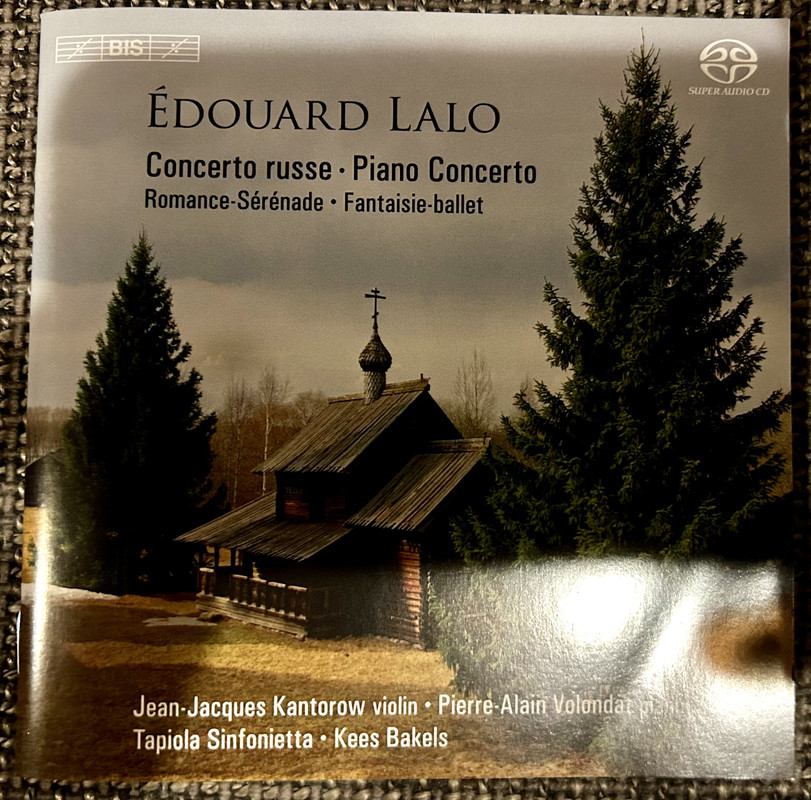 BIS
SUPER AUDIO CD
ÉDOUARD LALO
Concerto russe · Piano Concerto
Romance-Sérénade • Fantaisie-ballet
Jean-Jacques Kantorow violin • Pierre-Alain Volondat
Tapiola Sinfonietta • Kees Bakels